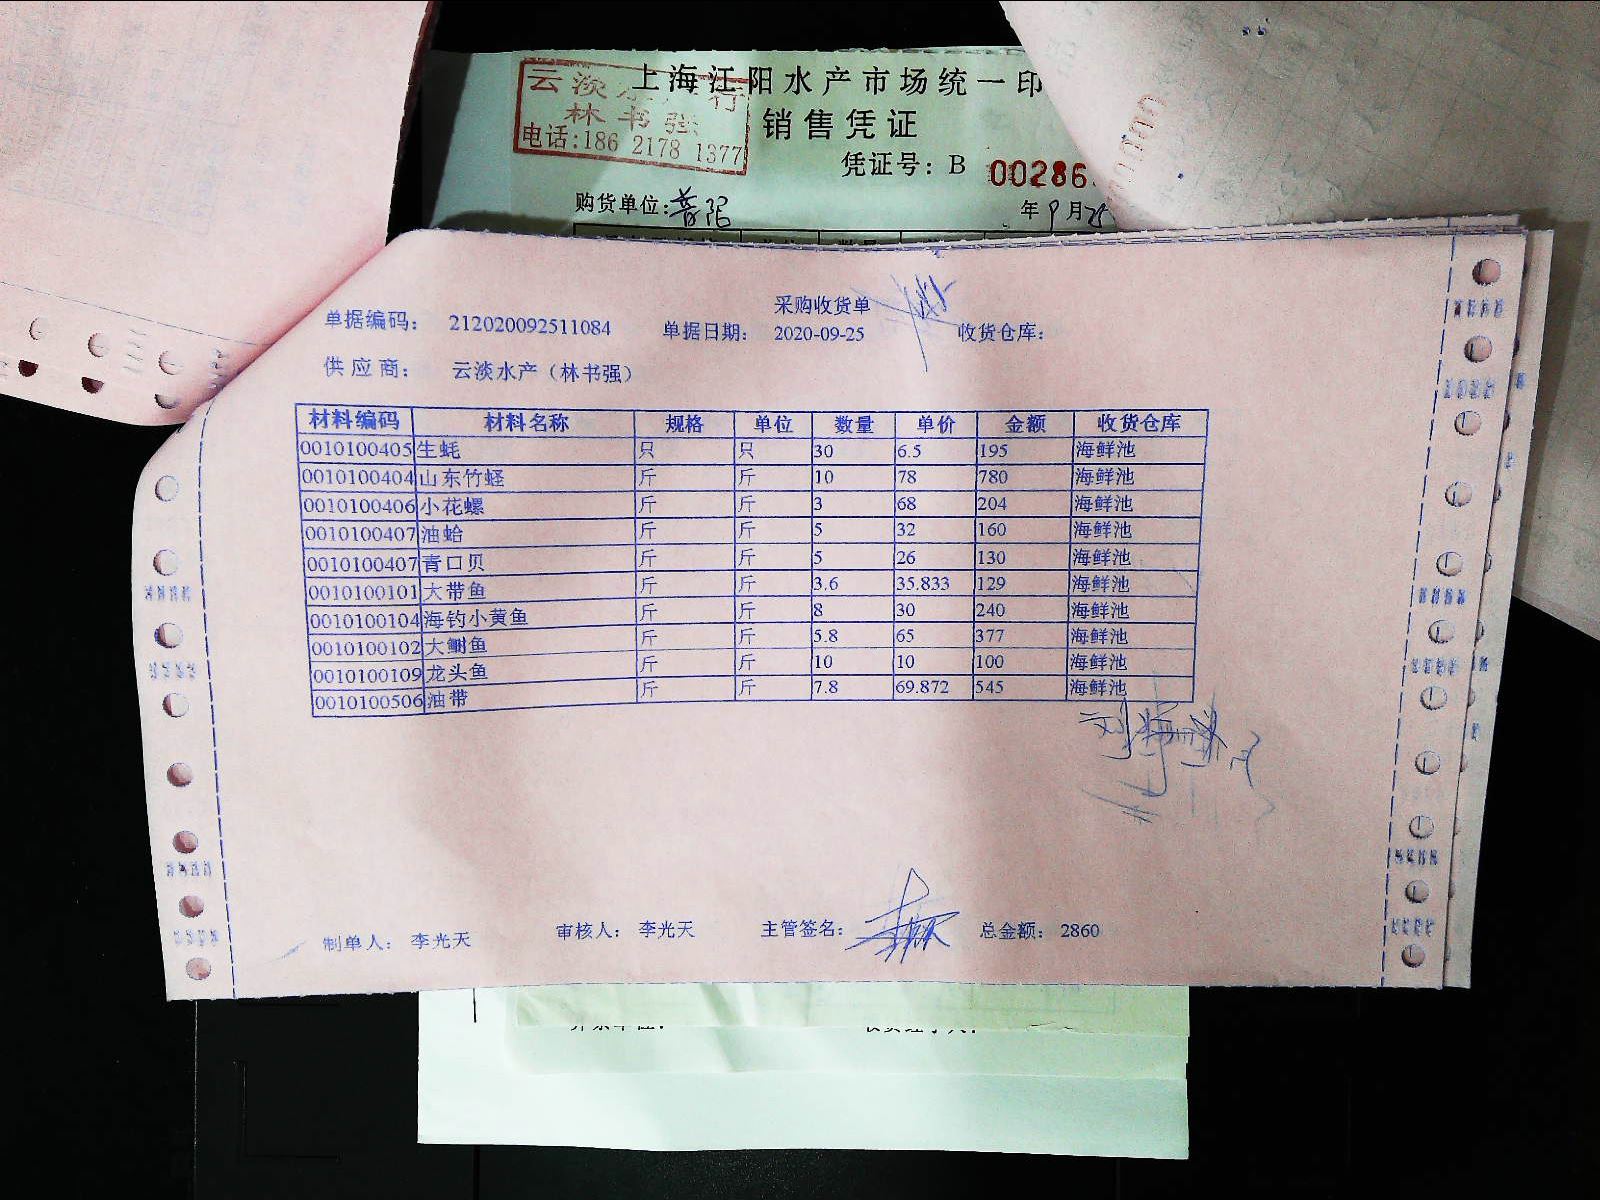 上海江阳水产市场统一印
云淡水 行
林书强
电话:186 2178 1377
销售凭证
凭证号: B 00286
购货单位:
年9月25
采购收货单
单据编码: 212020092511084 单据日期: 2020-09-25 收货仓库:
供应商: 云淡水产（林书强）
材料编码 材料名称 规格 单位 数量 单价 金额 收货仓库
0010100405 生蚝 只 只 30 6.5 195 海鲜池
0010100404 山东竹蛏 斤 斤 10 78 780 海鲜池
0010100406 小花螺 斤 斤 3 68 204 海鲜池
0010100407 油蛤 斤 斤 5 32 160 海鲜池
0010100407 青口贝 斤 斤 5 26 130 海鲜池
0010100101 大带鱼 斤 斤 3.6 35.833 129 海鲜池
0010100104 海钓小黄鱼 斤 斤 8 30 240 海鲜池
0010100102 大鲥鱼 斤 斤 5.8 65 377 海鲜池
0010100109 龙头鱼 斤 斤 10 10 100 海鲜池
0010100506 油带 斤 斤 7.8 69.872 545 海鲜池
制单人: 李光天 审核人: 李光天 主管签名: 总金额: 2860